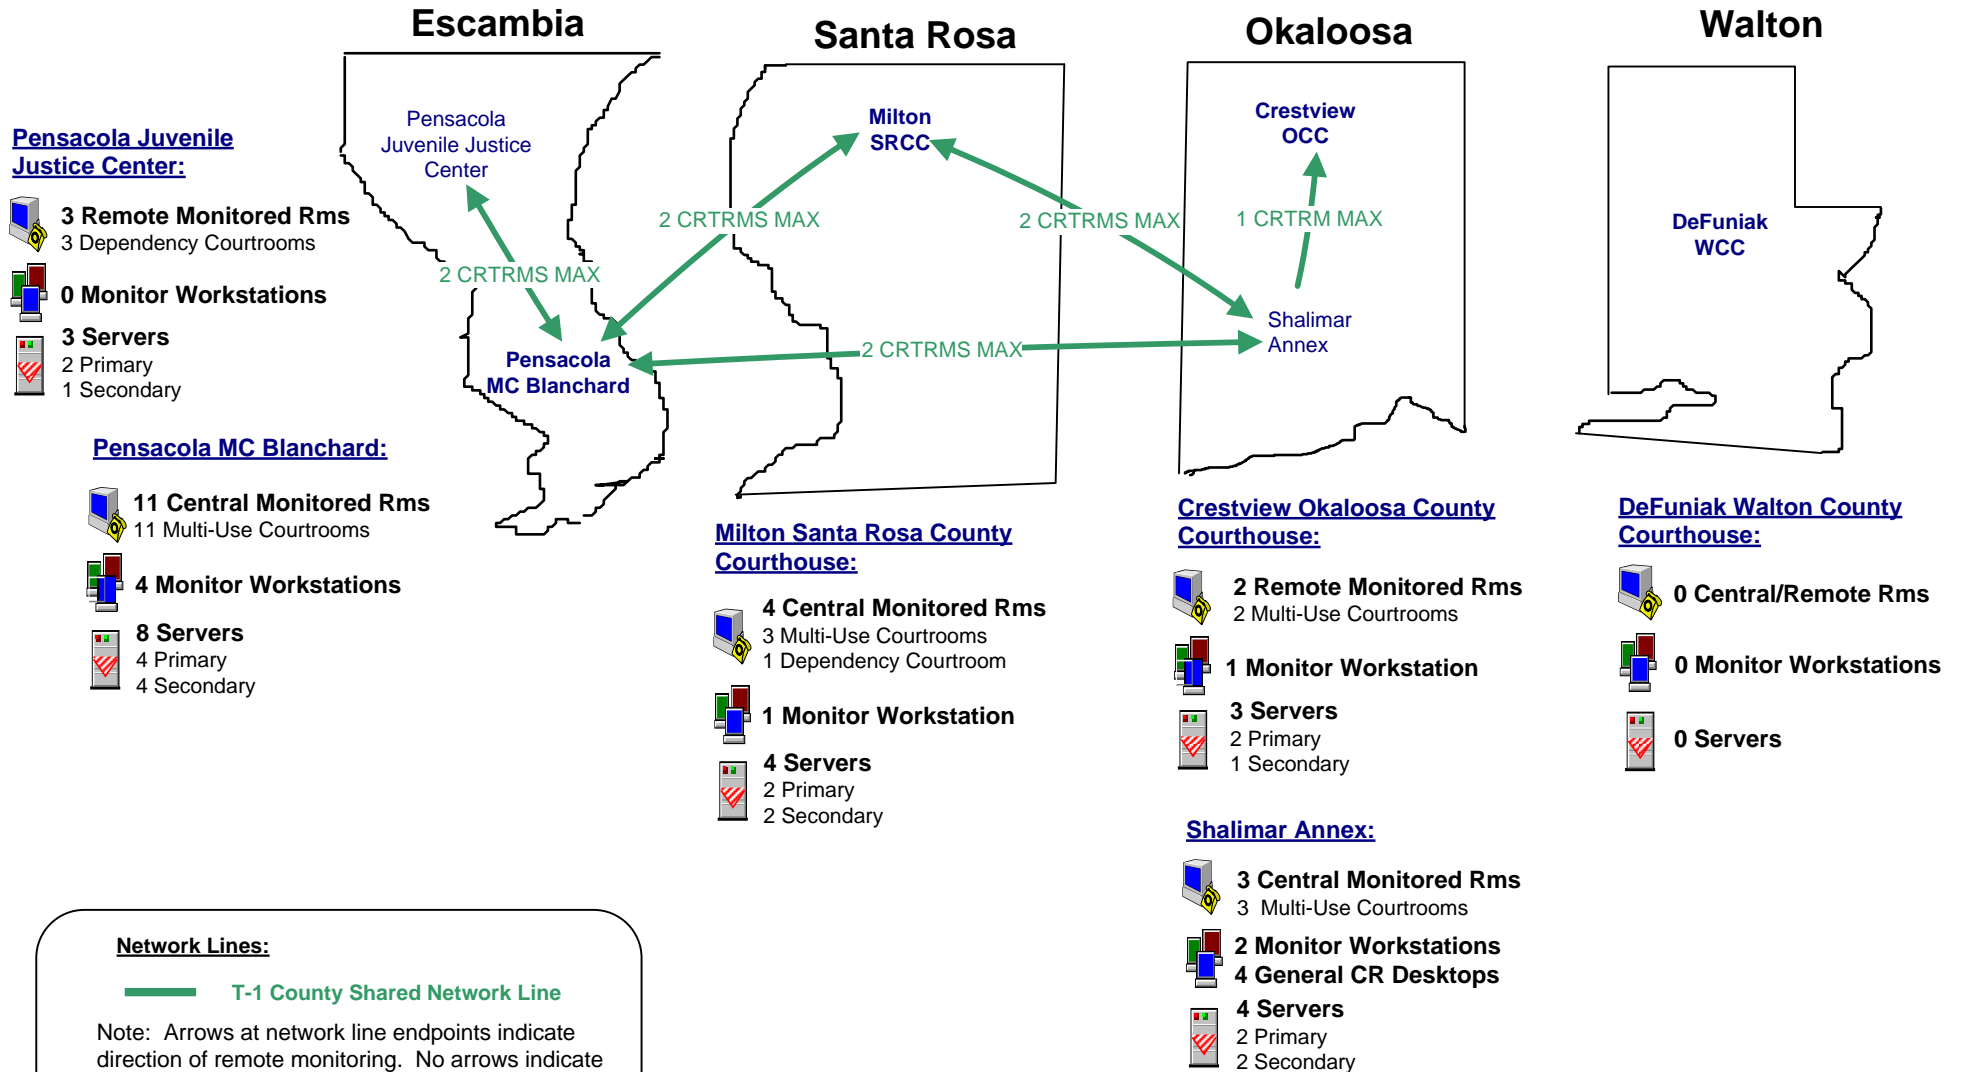 Escambia
Santa Rosa
Okaloosa
Walton
Pensacola
Juvenile Justice
Center
2 CRTRMS MAX
Pensacola
MC Blanchard
2 CRTRMS MAX
Milton
SRCC
2 CRTRMS MAX
2 CRTRMS MAX
Crestview
OCC
1 CRTRM MAX
Shalimar
Annex
DeFuniak
WCC
Pensacola Juvenile
Justice Center:
3 Remote Monitored Rms
3 Dependency Courtrooms
0 Monitor Workstations
3 Servers
2 Primary
1 Secondary
Pensacola MC Blanchard:
11 Central Monitored Rms
11 Multi-Use Courtrooms
4 Monitor Workstations
8 Servers
4 Primary
4 Secondary
Milton Santa Rosa County
Courthouse:
4 Central Monitored Rms
3 Multi-Use Courtrooms
1 Dependency Courtroom
1 Monitor Workstation
4 Servers
2 Primary
2 Secondary
Crestview Okaloosa County
Courthouse:
2 Remote Monitored Rms
2 Multi-Use Courtrooms
1 Monitor Workstation
3 Servers
2 Primary
1 Secondary
Shalimar Annex:
3 Central Monitored Rms
3 Multi-Use Courtrooms
2 Monitor Workstations
4 General CR Desktops
4 Servers
2 Primary
2 Secondary
DeFuniak Walton County
Courthouse:
0 Central/Remote Rms
0 Monitor Workstations
0 Servers
Network Lines:
T-1 County Shared Network Line
Note: Arrows at network line endpoints indicate
direction of remote monitoring. No arrows indicate